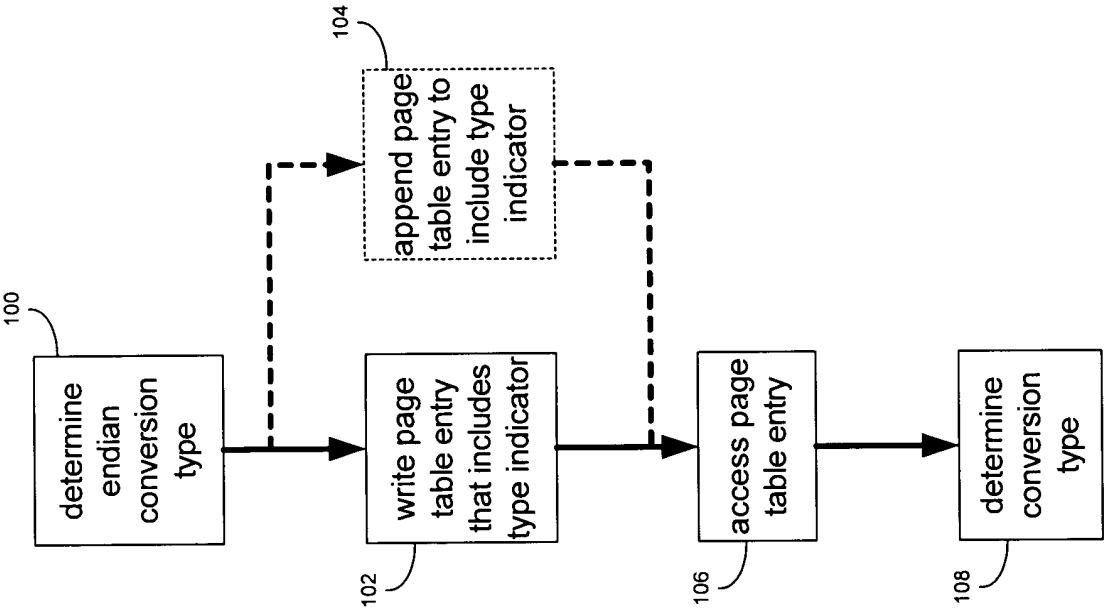 100
determine
endian
conversion
type
104
append page
table entry to
include type
indicator
write page
table entry
that includes
type indicator
102
access page
table entry
106
determine
conversion
type
108